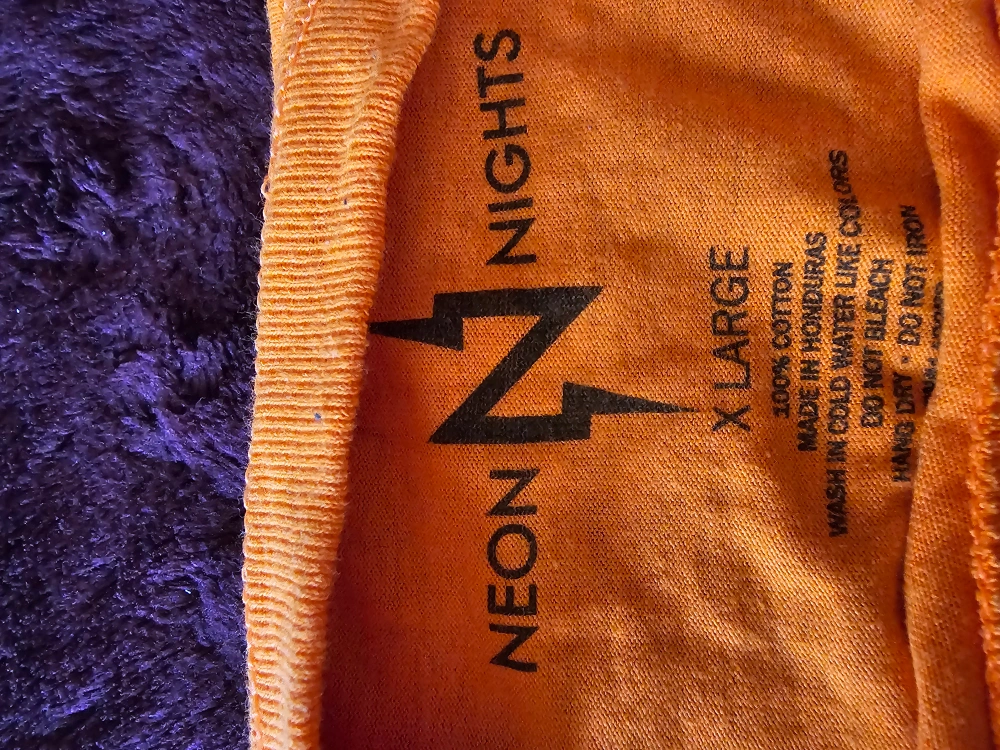 NEON NIGHTS
X LARGE
100% COTTON
MADE IN HONDURAS
WASH IN COLD WATER LIKE COLORS
DO NOT BLEACH
HAND DRY • DO NOT IRON